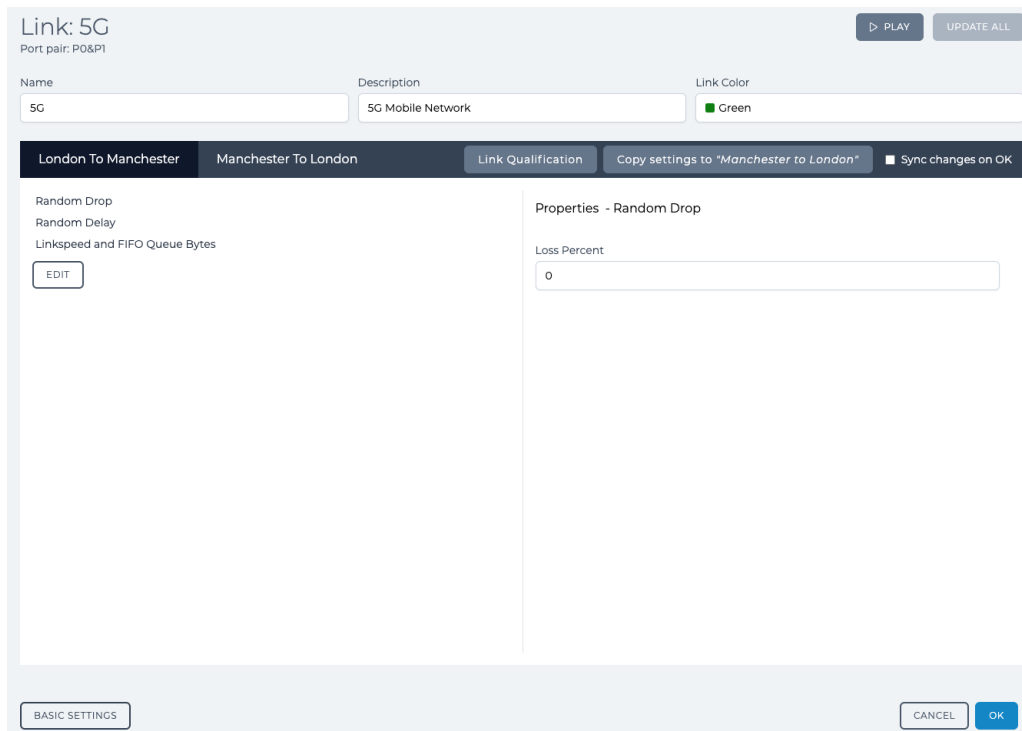 Link: 5G
Port pair: P0&P1
PLAY
UPDATE ALL
Name
Description
Link Color
5G
5G Mobile Network
Green
London To Manchester
Manchester To London
Link Qualification
Copy settings to "Manchester to London"
Sync changes on OK
Random Drop
Random Delay
Linkspeed and FIFO Queue Bytes
EDIT
Properties - Random Drop
Loss Percent
0
BASIC SETTINGS
CANCEL
OK